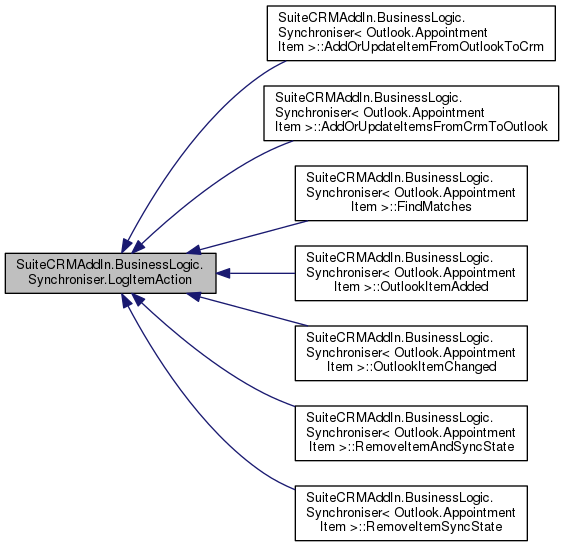 SuiteCRMAddIn.BusinessLogic.
Synchroniser< Outlook.Appointment
Item >::AddOrUpdateItemFromOutlookToCrm
SuiteCRMAddIn.BusinessLogic.
Synchroniser< Outlook.Appointment
Item >::AddOrUpdateItemsFromCrmToOutlook
SuiteCRMAddIn.BusinessLogic.
Synchroniser< Outlook.Appointment
Item >::FindMatches
SuiteCRMAddIn.BusinessLogic.
Synchroniser.LogItemAction
SuiteCRMAddIn.BusinessLogic.
Synchroniser< Outlook.Appointment
Item >::OutlookItemAdded
SuiteCRMAddIn.BusinessLogic.
Synchroniser< Outlook.Appointment
Item >::OutlookItemChanged
SuiteCRMAddIn.BusinessLogic.
Synchroniser< Outlook.Appointment
Item >::RemoveItemAndSyncState
SuiteCRMAddIn.BusinessLogic.
Synchroniser< Outlook.Appointment
Item >::RemoveItemSyncState